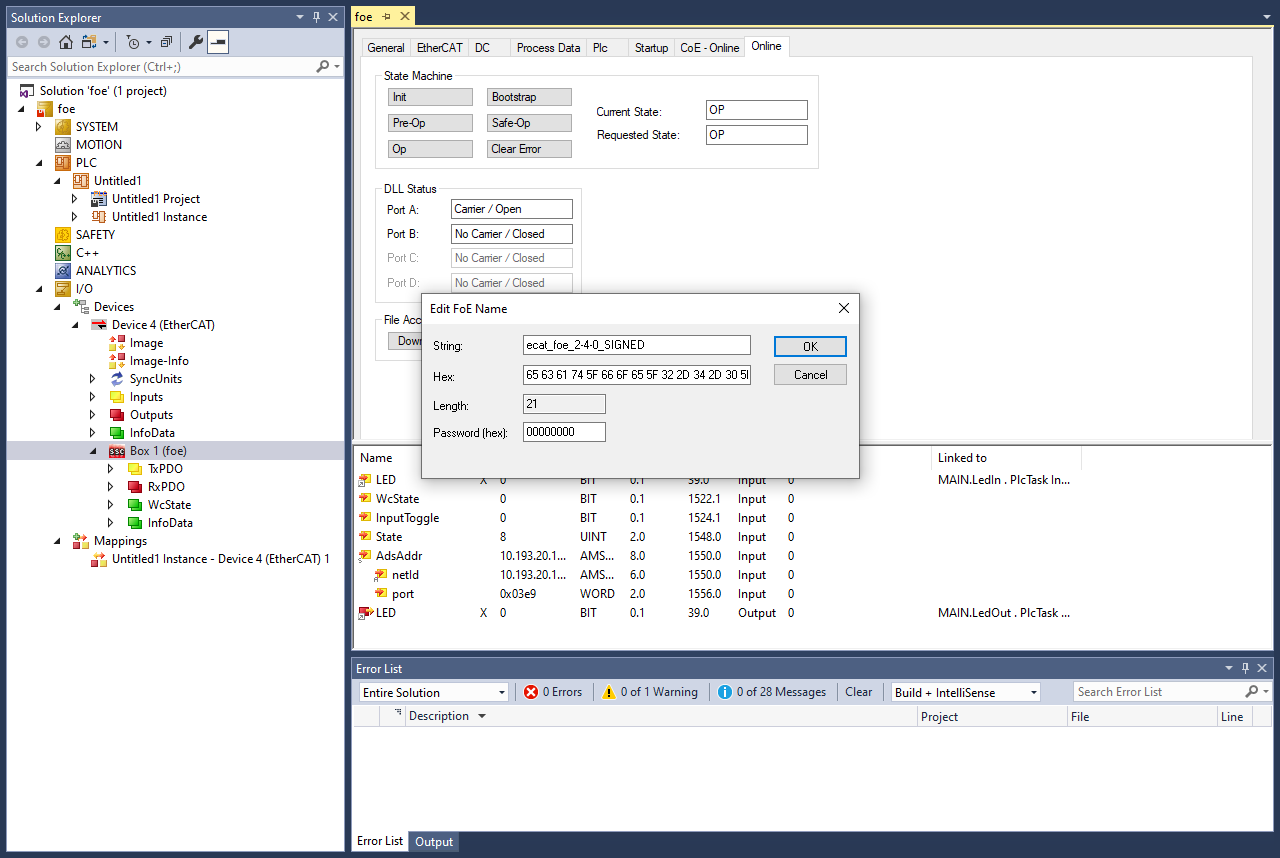 Solution Explorer
Search Solution Explorer (Ctrl+;)
Solution 'foe' (1 project)
foe
SYSTEM
MOTION
PLC
Untitled1
Untitled1 Project
Untitled1 Instance
SAFETY
C++
ANALYTICS
I/O
Devices
Device 4 (EtherCAT)
Image
Image-Info
SyncUnits
Inputs
Outputs
InfoData
Box 1 (foe)
TxPDO
RxPDO
WcState
InfoData
Mappings
Untitled1 Instance - Device 4 (EtherCAT) 1
foe
General EtherCAT DC Process Data Plc Startup CoE - Online Online
State Machine
Init Bootstrap
Pre-Op Safe-Op
Op Clear Error
Current State: OP
Requested State: OP
DLL Status
Port A: Carrier / Open
Port B: No Carrier / Closed
Port C: No Carrier / Closed
Port D: No Carrier / Closed
File Acc
Down
Edit FoE Name
String: ecat_foe_2-4-0_SIGNED OK
Hex: 65 63 61 74 5F 66 6F 65 5F 32 2D 34 2D 30 5 Cancel
Length: 21
Password (hex): 00000000
Name Linked to
LED X 0 BIT 0.1 39.0 Input 0 MAIN.LedIn . PlcTask In...
WcState 0 BIT 0.1 1522.1 Input 0
InputToggle 0 BIT 0.1 1524.1 Input 0
State 8 UINT 2.0 1548.0 Input 0
AdsAddr 10.193.20.1... AMS... 8.0 1550.0 Input 0
netId 10.193.20.1... AMS... 6.0 1550.0 Input 0
port 0x03e9 WORD 2.0 1556.0 Input 0
LED X 0 BIT 0.1 39.0 Output 0 MAIN.LedOut . PlcTask ...
Error List
Entire Solution 0 Errors 0 of 1 Warning 0 of 28 Messages Clear Build + IntelliSense Search Error List
Description Project File Line
Error List Output